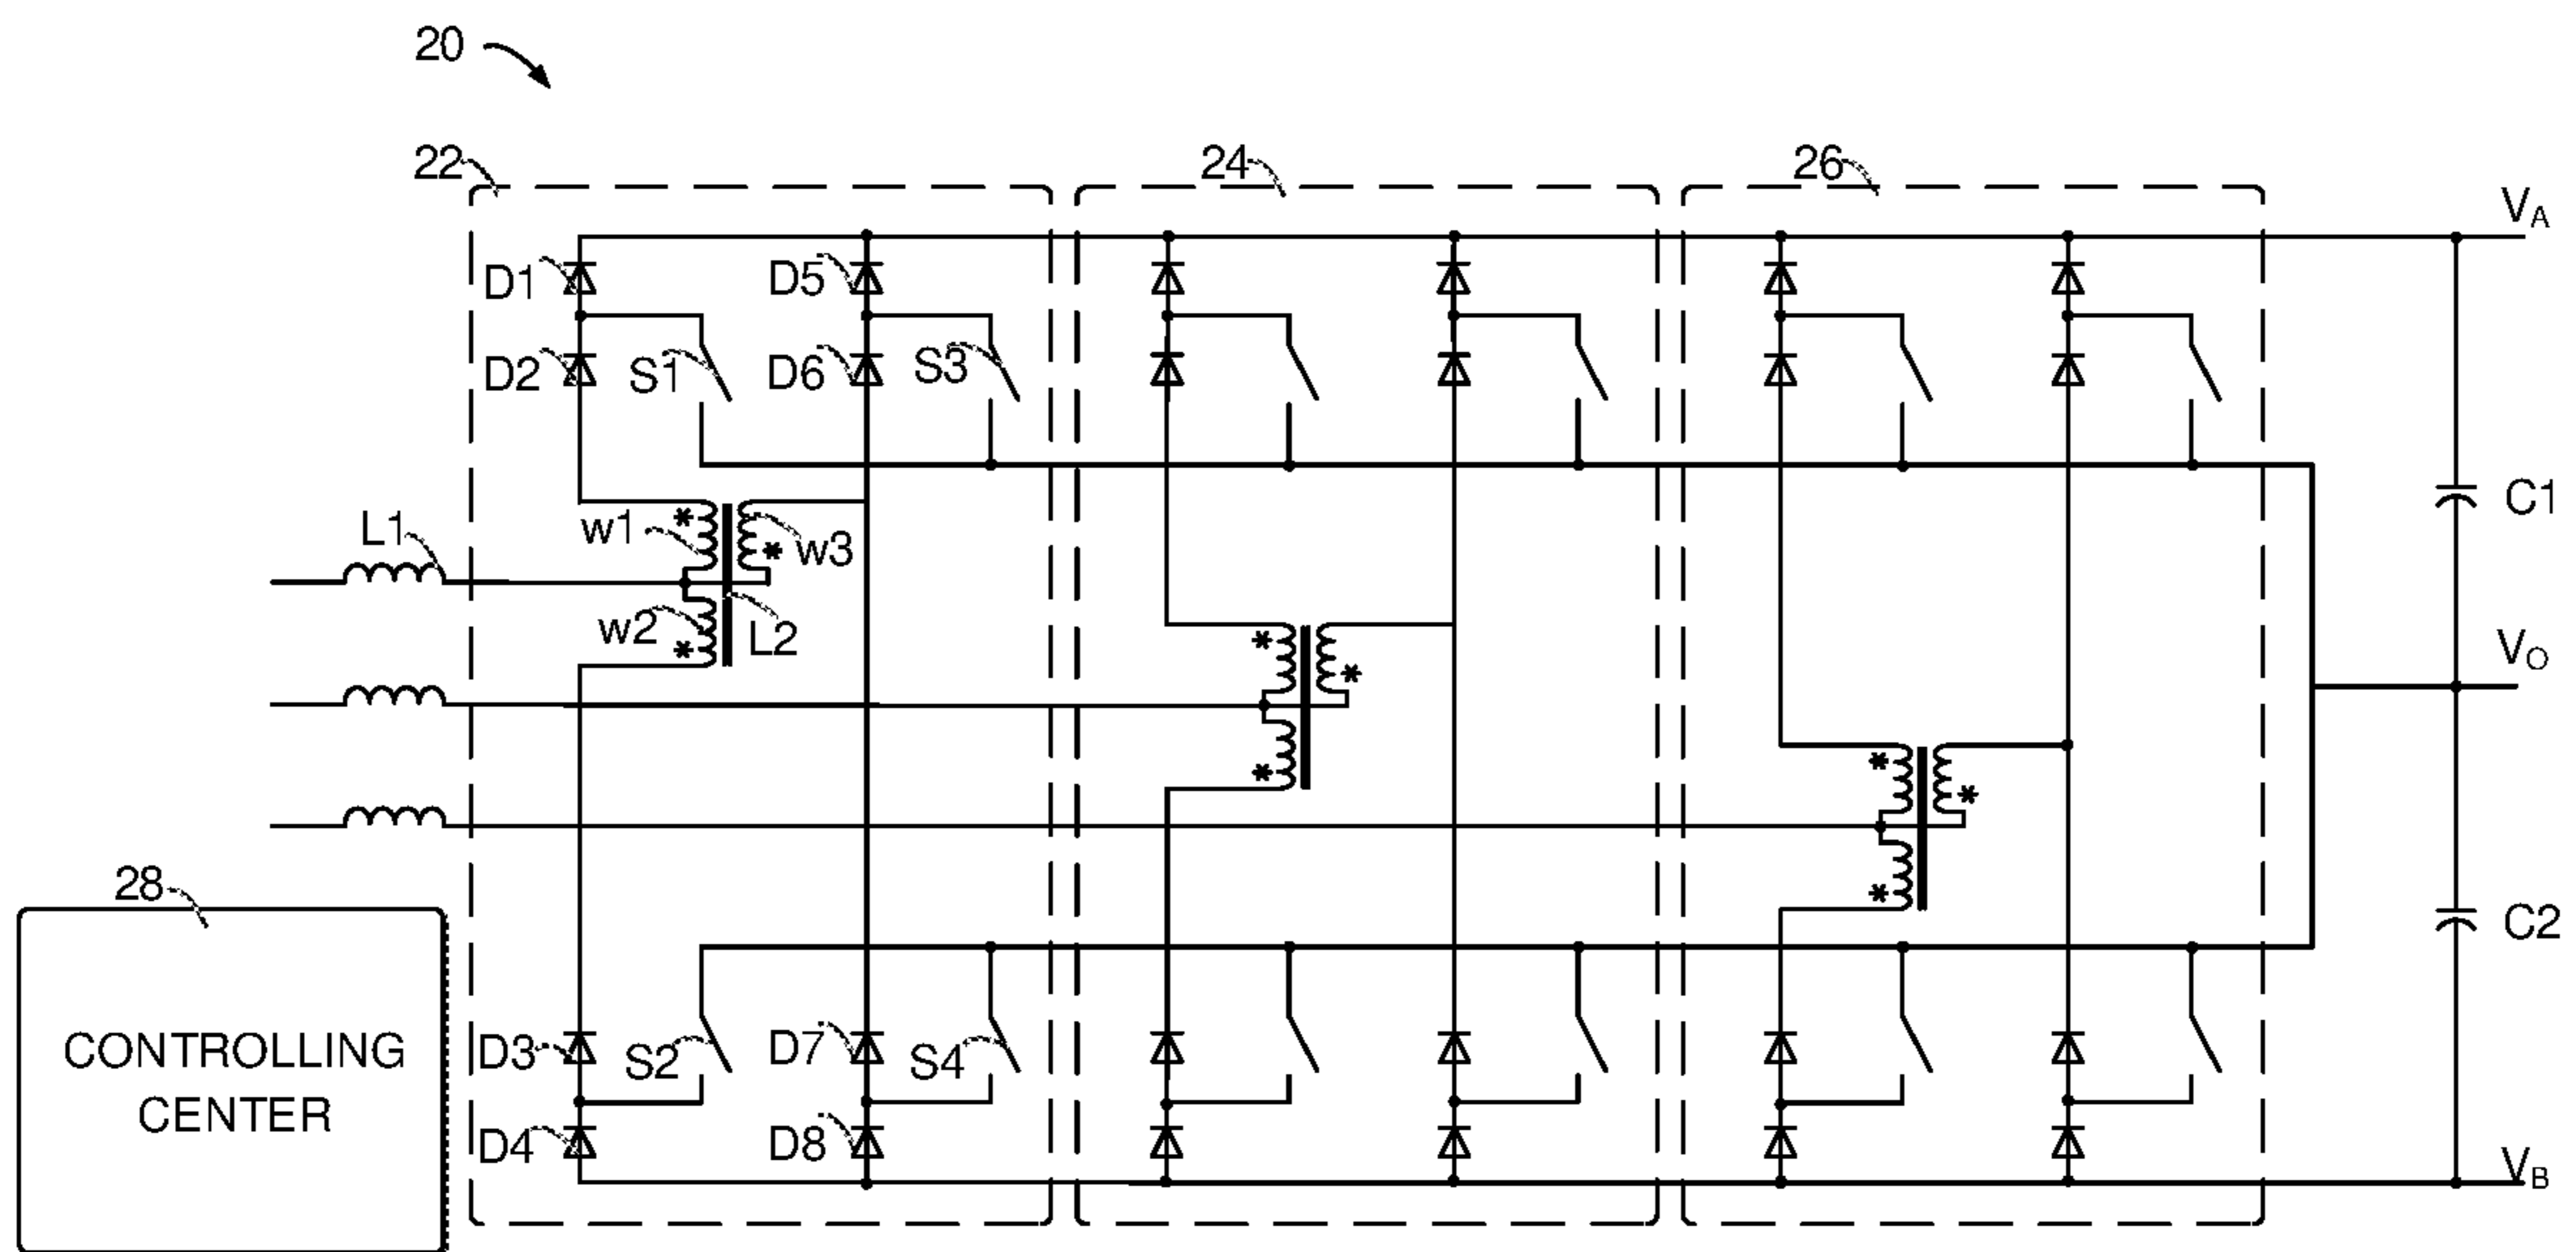 20
22
24
26
VA
D1
D5
D2
S1
D6
S3
L1
w1
*
*
w3
C1
w2
*
L2
*
*
VO
*
*
*
*
28
C2
CONTROLLING
CENTER
D3
S2
D7
S4
D4
D8
VB